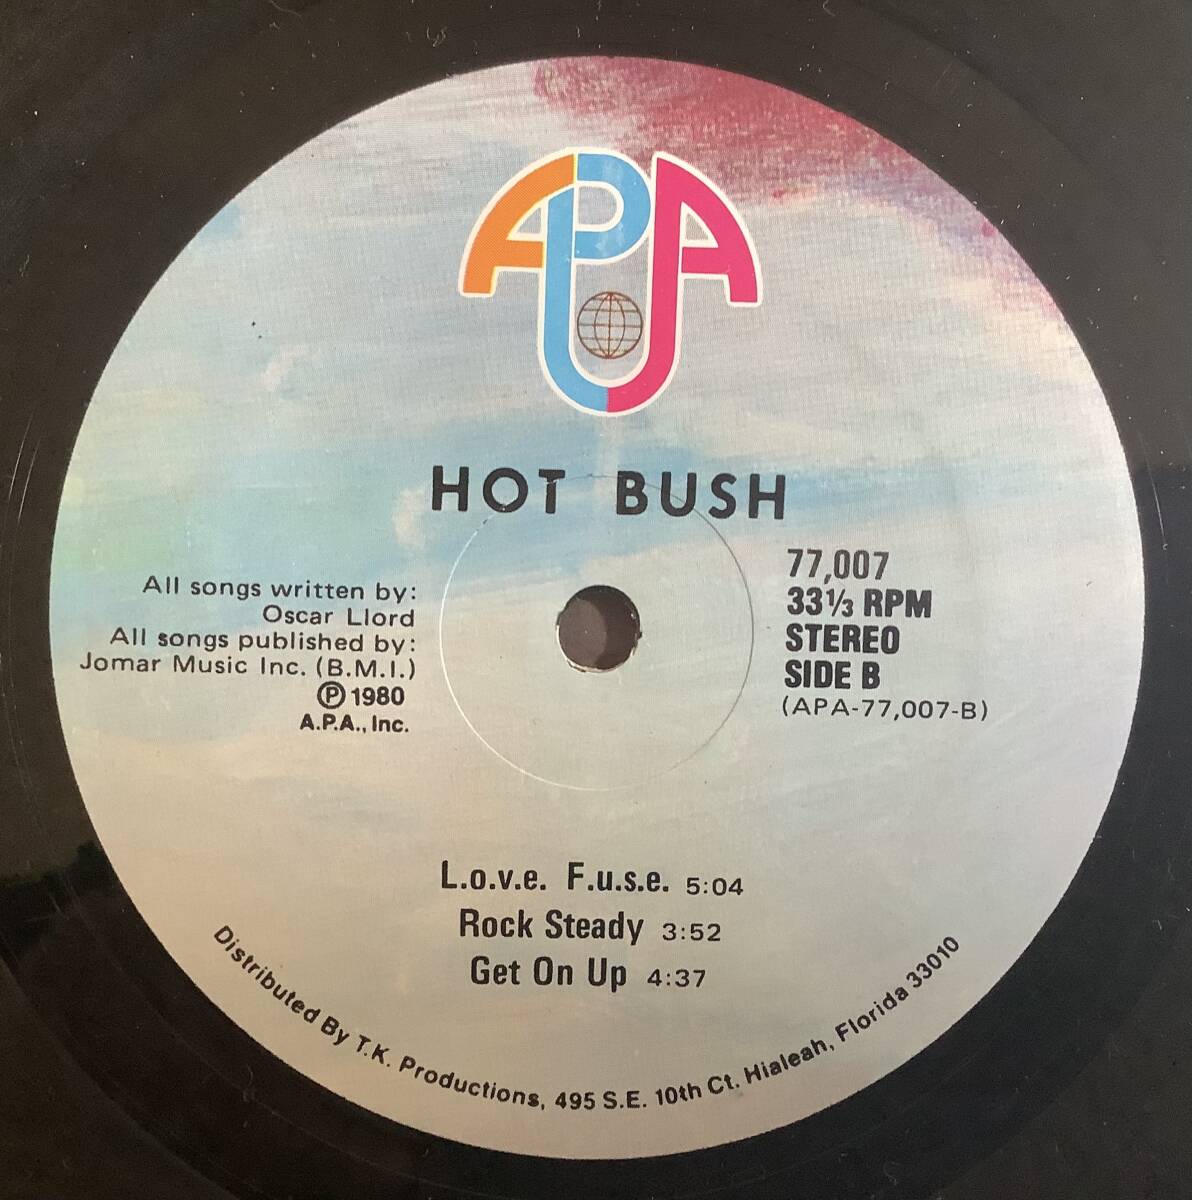 APA
HOT BUSH
All songs written by:
Oscar Llord
All songs published by:
Jomar Music Inc. (B.M.I.)
Ⓟ 1980
A.P.A., Inc.
77,007
33⅓ RPM
STEREO
SIDE B
(APA-77,007-B)
L.o.v.e. F.u.s.e. 5:04
Rock Steady 3:52
Get On Up 4:37
Distributed By T.K. Productions, 495 S.E. 10th Ct. Hialeah, Florida 33010